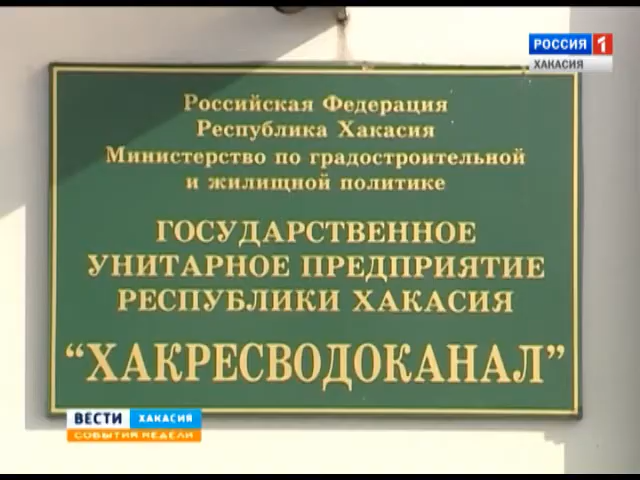 РОССИЯ 1
ХАКАСИЯ
Российская Федерация
Республика Хакасия
Министерство по градостроительной
и жилищной политике
ГОСУДАРСТВЕННОЕ
УНИТАРНОЕ ПРЕДПРИЯТИЕ
РЕСПУБЛИКИ ХАКАСИЯ
“ХАКРЕСВОДОКАНАЛ”
ВЕСТИ ХАКАСИЯ
СОБЫТИЯ НЕДЕЛИ